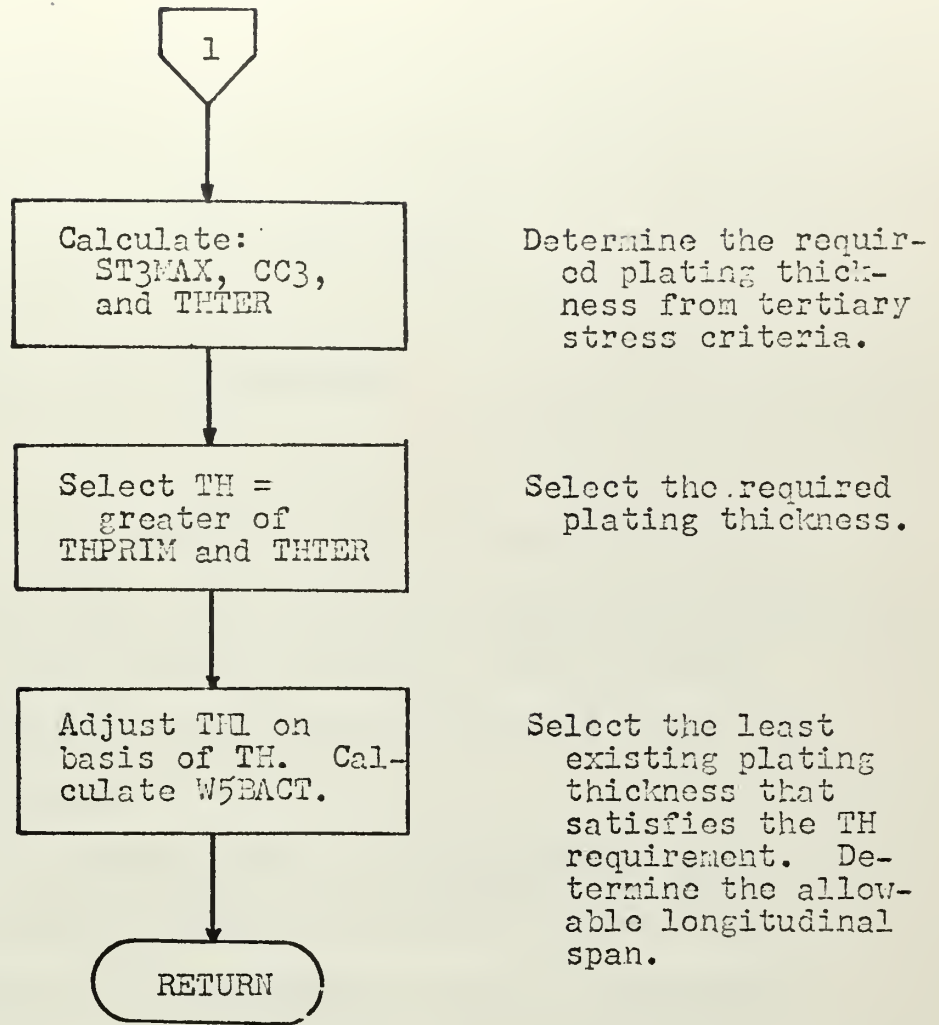 1
Calculate:
ST3MAX, CC3,
and THTER
Determine the requir-
ed plating thick-
ness from tertiary
stress criteria.
Select TH =
greater of
THPRIM and THTER
Select the required
plating thickness.
Adjust TH1 on
basis of TH. Cal-
culate W5BACT.
Select the least
existing plating
thickness that
satisfies the TH
requirement. De-
termine the allow-
able longitudinal
span.
RETURN